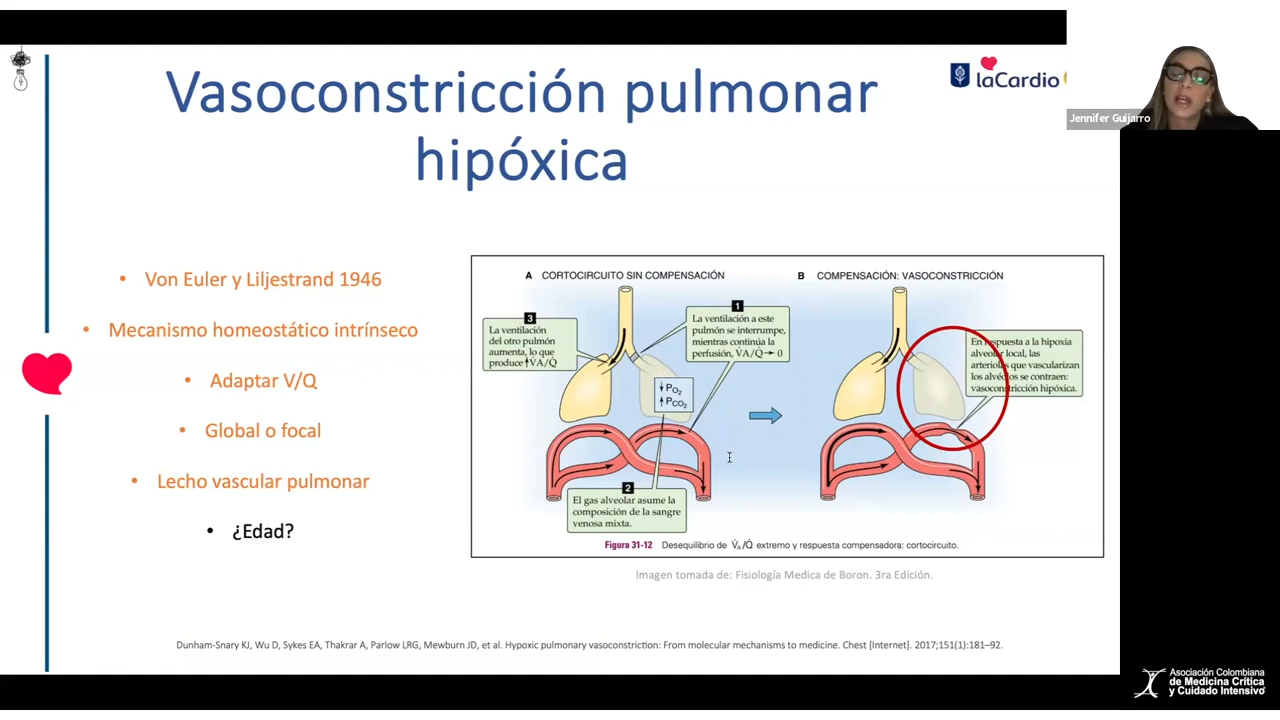 Vasoconstricción pulmonar
hipóxica
laCardio
Jennifer Guijarro
• Von Euler y Liljestrand 1946
• Mecanismo homeostático intrínseco
• Adaptar V/Q
• Global o focal
• Lecho vascular pulmonar
• ¿Edad?
A CORTOCIRCUITO SIN COMPENSACIÓN
3
La ventilación
del otro pulmón
aumenta, lo que
produce ↑V̇A/Q̇
1
La ventilación a este
pulmón se interrumpe,
mientras continúa la
perfusión, V̇A/Q̇ → 0
↓ PO2
↑ PCO2
2
El gas alveolar asume la
composición de la sangre
venosa mixta.
B COMPENSACIÓN: VASOCONSTRICCIÓN
En respuesta a la hipoxia
alveolar local, las
arteriolas que vascularizan
los alvéolos se contraen:
vasoconstricción hipóxica.
Figura 31-12 Desequilibrio de V̇A/Q̇ extremo y respuesta compensadora: cortocircuito.
Imagen tomada de: Fisiología Medica de Boron. 3ra Edición.
Dunham-Snary KJ, Wu D, Sykes EA, Thakrar A, Parlow LRG, Mewburn JD, et al. Hypoxic pulmonary vasoconstriction: From molecular mechanisms to medicine. Chest [Internet]. 2017;151(1):181–92.
Asociación Colombiana
de Medicina Crítica
y Cuidado Intensivo